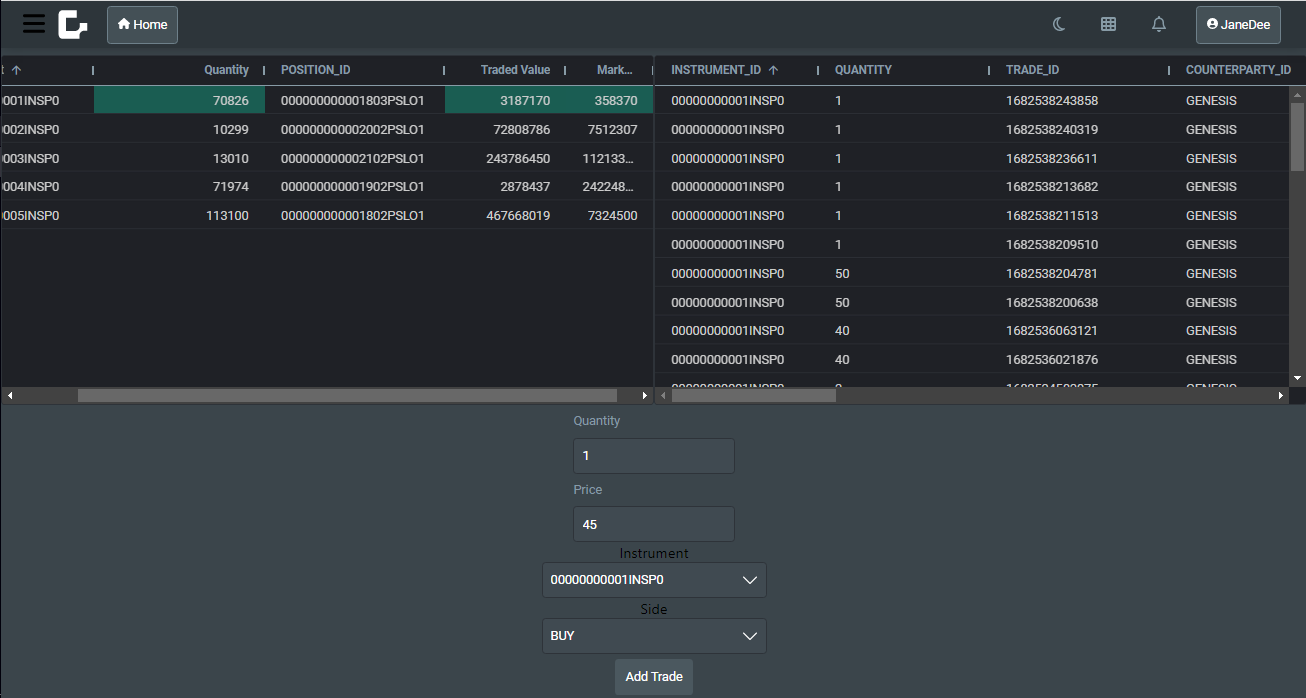 Home JaneDee
t Quantity POSITION_ID Traded Value Mark... INSTRUMENT_ID QUANTITY TRADE_ID COUNTERPARTY_ID
001INSP0 70826 000000000001803PSLO1 3187170 358370 00000000001INSP0 1 1682538243858 GENESIS
002INSP0 10299 000000000002002PSLO1 72808786 7512307 00000000001INSP0 1 1682538240319 GENESIS
003INSP0 13010 000000000002102PSLO1 243786450 112133... 00000000001INSP0 1 1682538236611 GENESIS
004INSP0 71974 000000000001902PSLO1 2878437 242248... 00000000001INSP0 1 1682538213682 GENESIS
005INSP0 113100 000000000001802PSLO1 467668019 7324500 00000000001INSP0 1 1682538211513 GENESIS
00000000001INSP0 1 1682538209510 GENESIS
00000000001INSP0 50 1682538204781 GENESIS
00000000001INSP0 50 1682538200638 GENESIS
00000000001INSP0 40 1682536063121 GENESIS
00000000001INSP0 40 1682536021876 GENESIS
Quantity
1
Price
45
Instrument
00000000001INSP0
Side
BUY
Add Trade